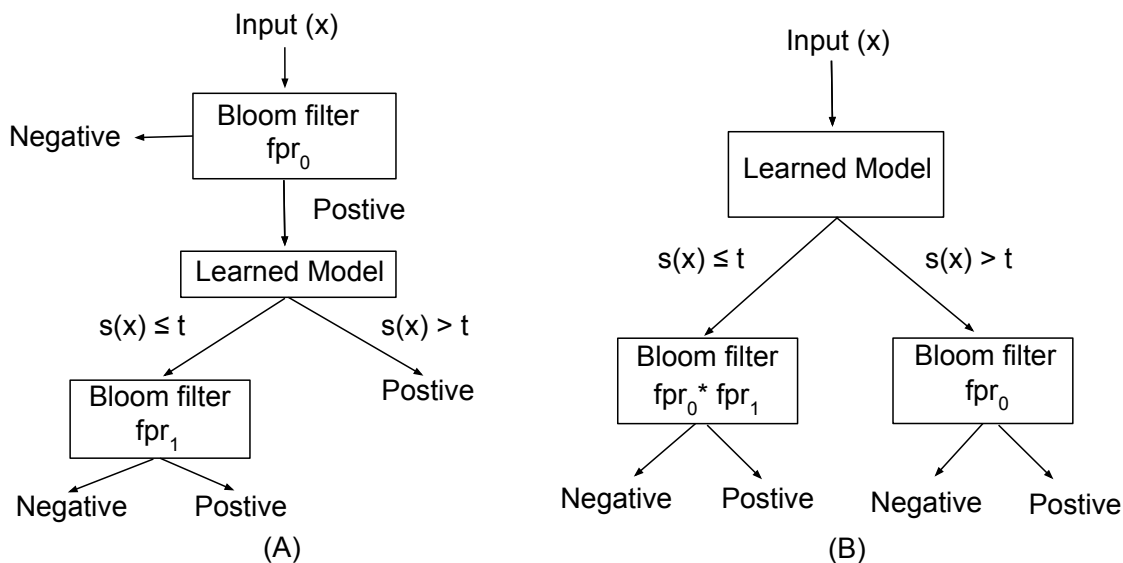 Input (x)
Bloom filter
fpr₀
Negative
Postive
Learned Model
s(x) ≤ t
s(x) > t
Bloom filter
fpr₁
Postive
Negative
Postive
(A)
Input (x)
Learned Model
s(x) ≤ t
s(x) > t
Bloom filter
fpr₀* fpr₁
Bloom filter
fpr₀
Negative
Postive
Negative
Postive
(B)